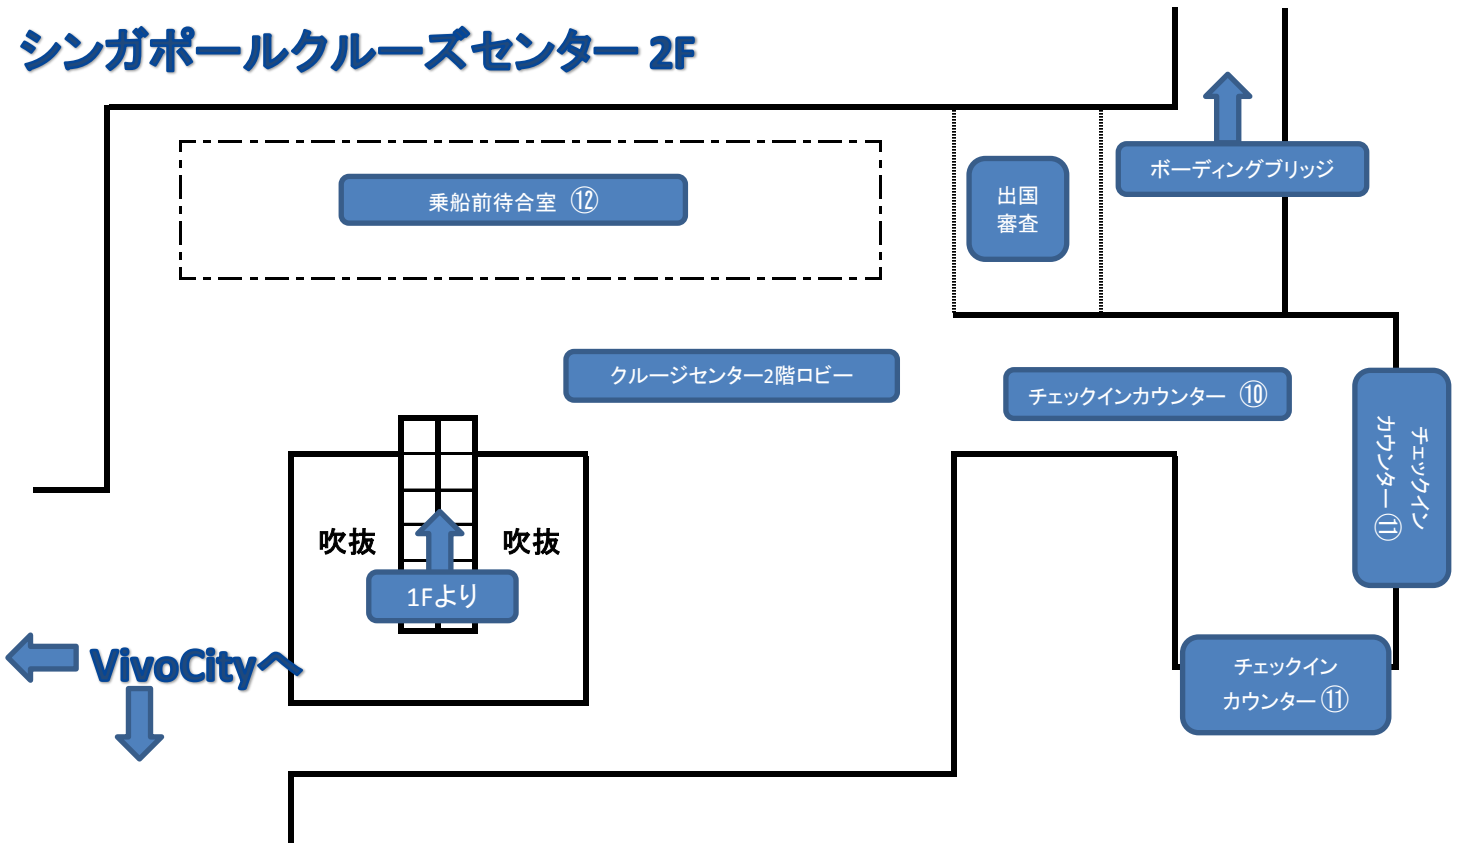 シンガポールクルーズセンター 2F
ボーディングブリッジ
乗船前待合室 ⑫
出国
審査
クルージセンター2階ロビー
チェックインカウンター ⑩
チェックイン
カウンター⑪
吹抜
吹抜
1Fより
VivoCityへ
チェックイン
カウンター⑪